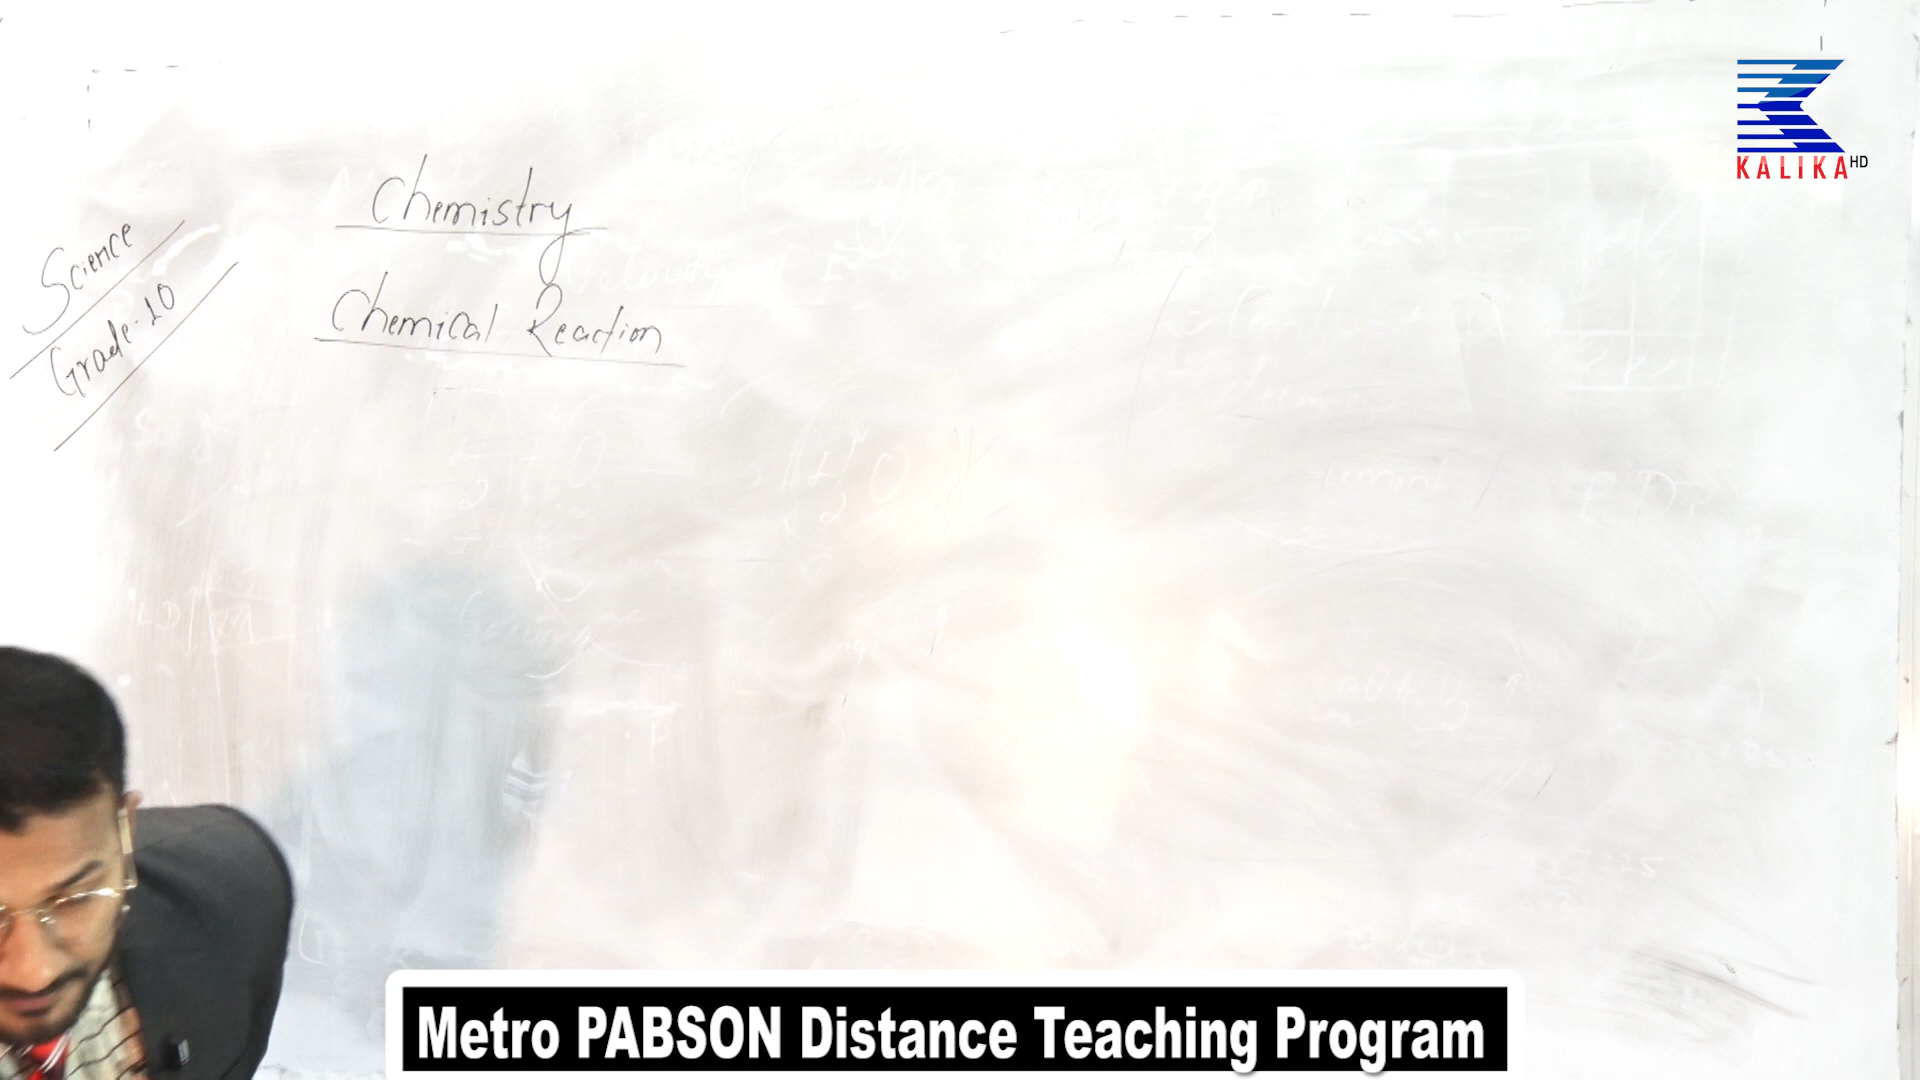 KALIKA HD
Chemistry
Science
Grade-10
Chemical Reaction
Metro PABSON Distance Teaching Program